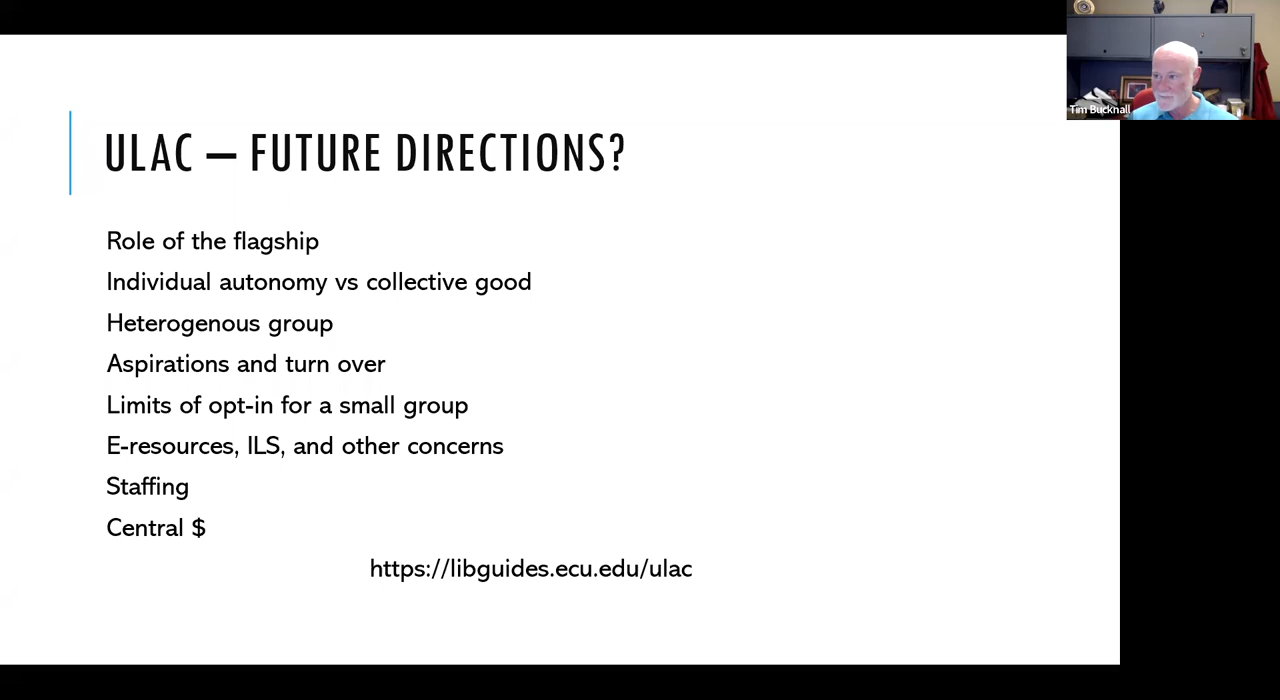 Tim Bucknall
ULAC – FUTURE DIRECTIONS?
Role of the flagship
Individual autonomy vs collective good
Heterogenous group
Aspirations and turn over
Limits of opt-in for a small group
E-resources, ILS, and other concerns
Staffing
Central $
https://libguides.ecu.edu/ulac